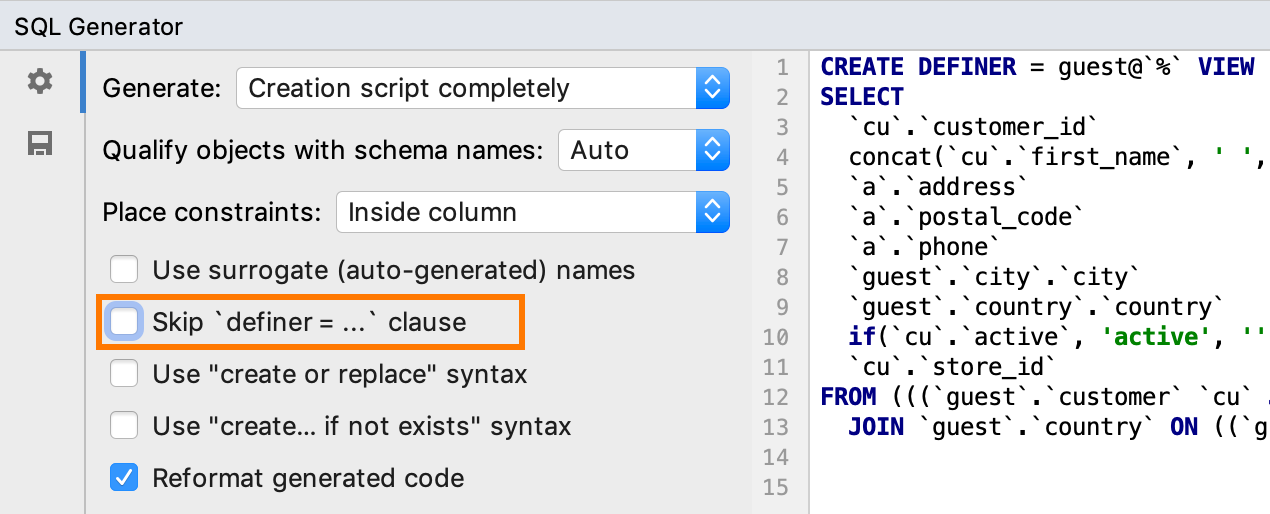 SQL Generator
Generate: Creation script completely
Qualify objects with schema names: Auto
Place constraints: Inside column
Use surrogate (auto-generated) names
Skip `definer = ...` clause
Use "create or replace" syntax
Use "create... if not exists" syntax
Reformat generated code
1 CREATE DEFINER = guest@`%` VIEW
2 SELECT
3 `cu`.`customer_id`
4 concat(`cu`.`first_name`, ' ',
5 `a`.`address`
6 `a`.`postal_code`
7 `a`.`phone`
8 `guest`.`city`.`city`
9 `guest`.`country`.`country`
10 if(`cu`.`active`, 'active', ''
11 `cu`.`store_id`
12 FROM (((`guest`.`customer` `cu` .
13 JOIN `guest`.`country` ON ((`g
14
15